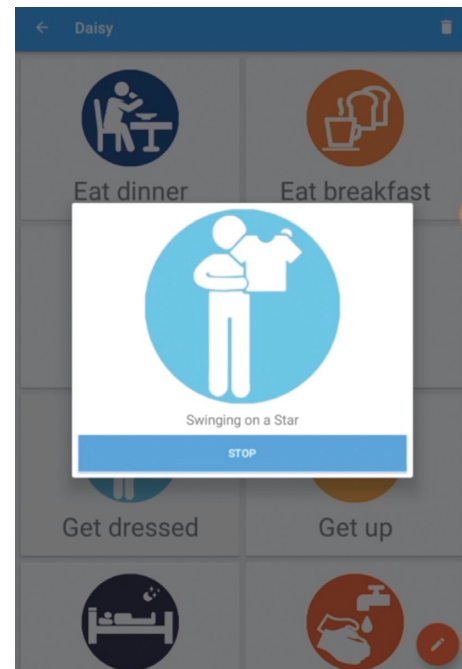 Daisy
Eat dinner
Eat breakfast
Swinging on a Star
STOP
Get dressed
Get up